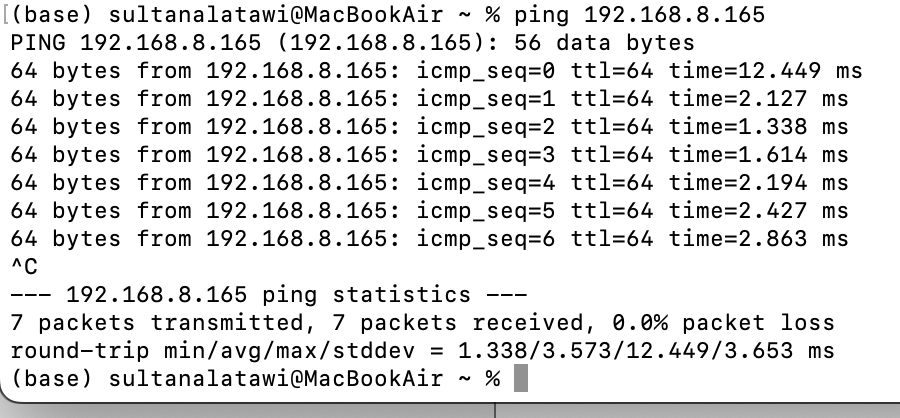 [(base) sultanalatawi@MacBookAir ~ % ping 192.168.8.165
PING 192.168.8.165 (192.168.8.165): 56 data bytes
64 bytes from 192.168.8.165: icmp_seq=0 ttl=64 time=12.449 ms
64 bytes from 192.168.8.165: icmp_seq=1 ttl=64 time=2.127 ms
64 bytes from 192.168.8.165: icmp_seq=2 ttl=64 time=1.338 ms
64 bytes from 192.168.8.165: icmp_seq=3 ttl=64 time=1.614 ms
64 bytes from 192.168.8.165: icmp_seq=4 ttl=64 time=2.194 ms
64 bytes from 192.168.8.165: icmp_seq=5 ttl=64 time=2.427 ms
64 bytes from 192.168.8.165: icmp_seq=6 ttl=64 time=2.863 ms
^C
--- 192.168.8.165 ping statistics ---
7 packets transmitted, 7 packets received, 0.0% packet loss
round-trip min/avg/max/stddev = 1.338/3.573/12.449/3.653 ms
(base) sultanalatawi@MacBookAir ~ %